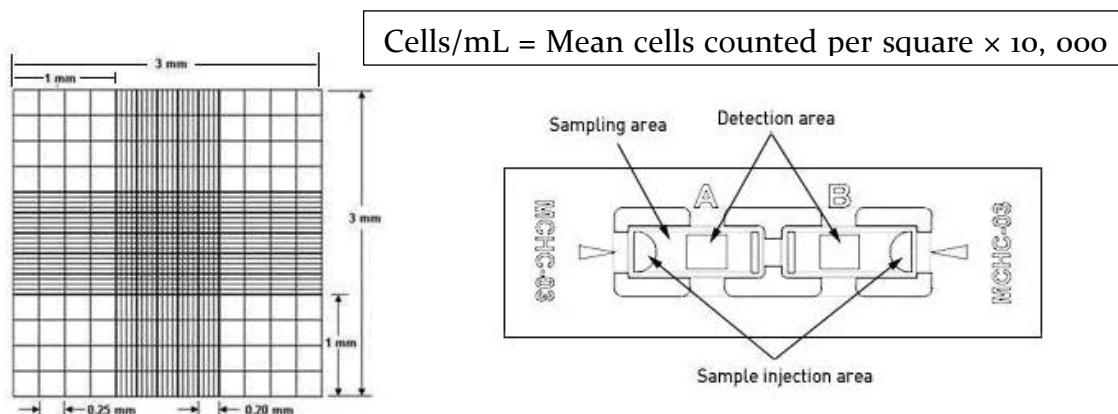 Cells/mL = Mean cells counted per square × 10, 000
3 mm
1 mm
3 mm
1 mm
0.25 mm
0.20 mm
Sampling area
Detection area
A
B
MCHC-03
MCHC-03
Sample injection area